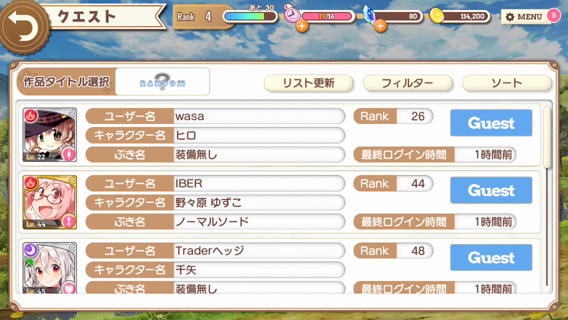 クエスト
Rank 4
あと 30
19/16
80
114,200
MENU 9
作品タイトル選択
RANDOM
?
リスト更新
フィルター
ソート
ユーザー名 wasa Rank 26
Guest
キャラクター名 ヒロ
Lv. 22
ぶき名 装備無し 最終ログイン時間 1時間前
ユーザー名 IBER Rank 44
Guest
キャラクター名 野々原 ゆずこ
Lv. 44
ぶき名 ノーマルソード 最終ログイン時間 1時間前
ユーザー名 Traderヘッジ Rank 48
Guest
キャラクター名 千矢
Lv. 45
ぶき名 装備無し 最終ログイン時間 1時間前